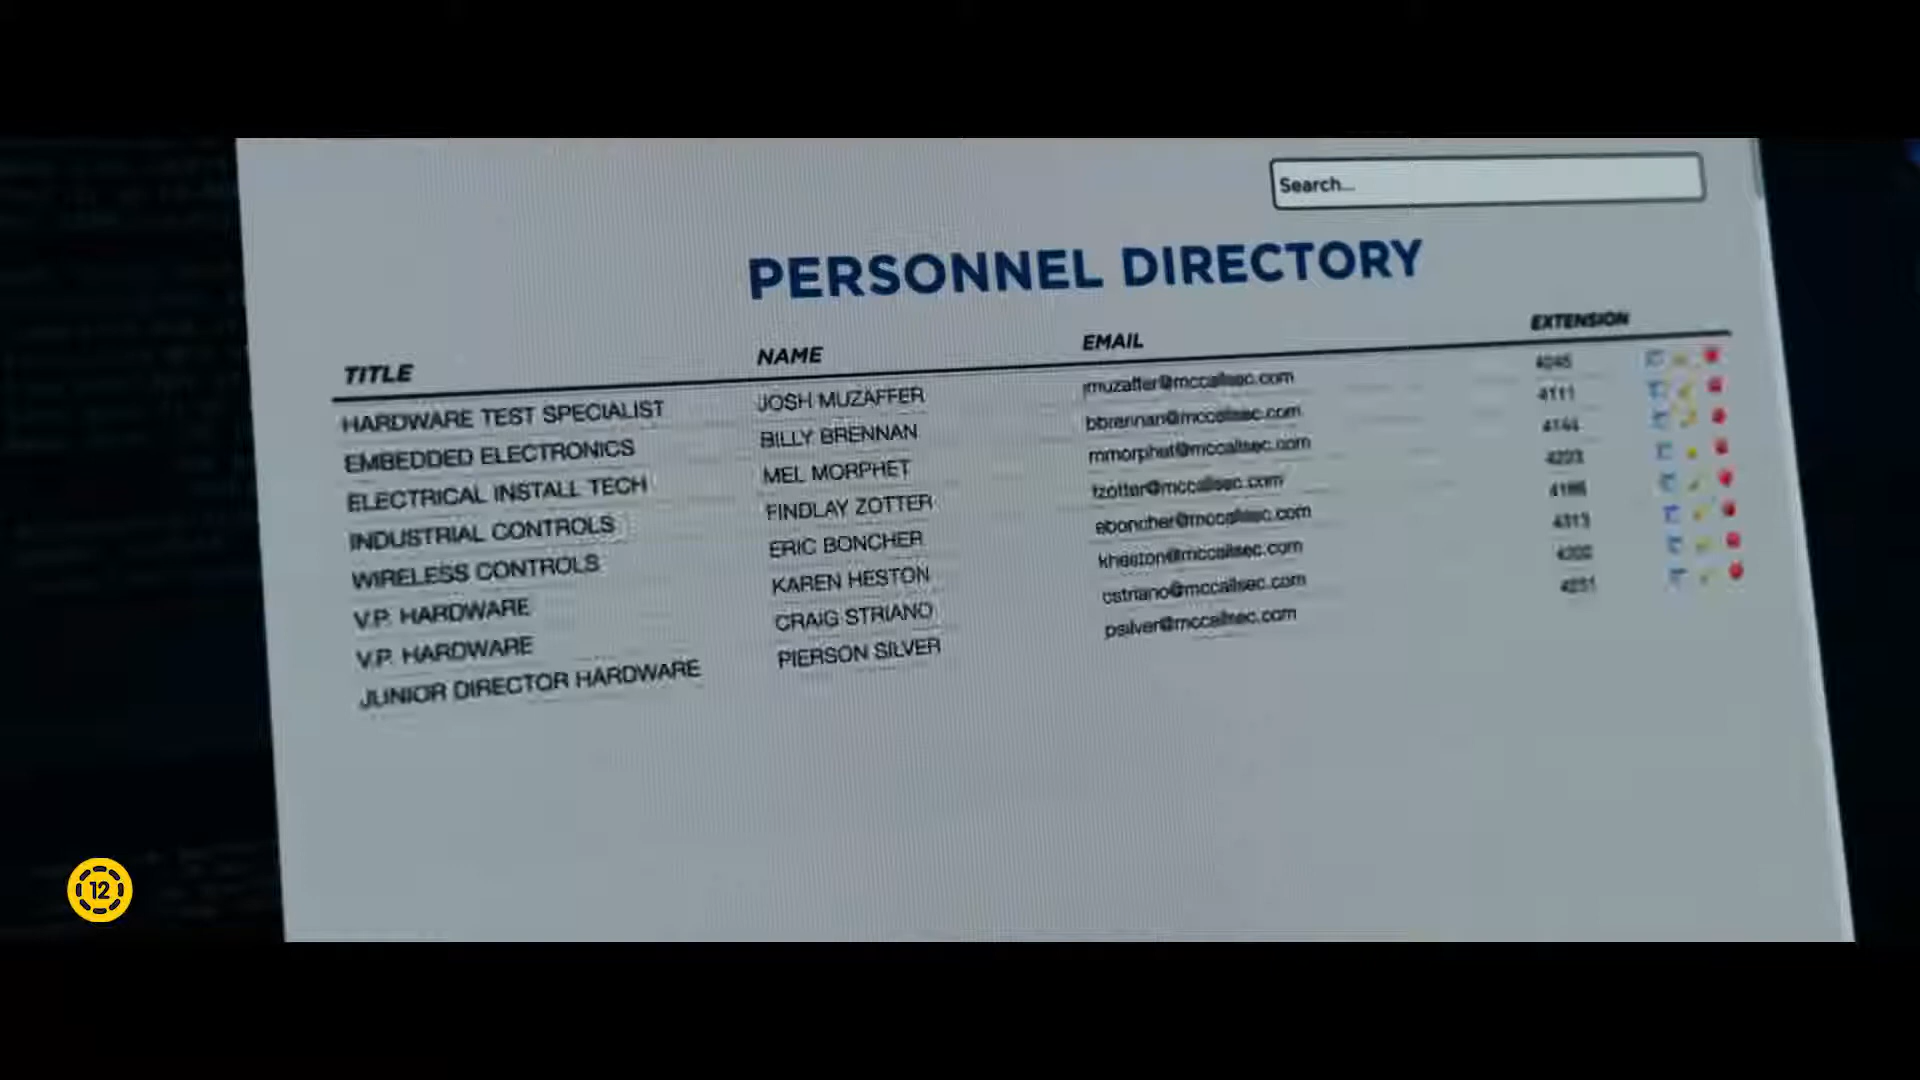 Search...
PERSONNEL DIRECTORY
TITLE NAME EMAIL EXTENSION
HARDWARE TEST SPECIALIST JOSH MUZAFFER jmuzaffer@mccallsec.com 4045
EMBEDDED ELECTRONICS BILLY BRENNAN bbrennan@mccallsec.com 4111
ELECTRICAL INSTALL TECH MEL MORPHET mmorphet@mccallsec.com 4144
INDUSTRIAL CONTROLS FINDLAY ZOTTER fzotter@mccallsec.com 4203
WIRELESS CONTROLS ERIC BONCHER eboncher@mccallsec.com
V.P. HARDWARE KAREN HESTON kheston@mccallsec.com 4313
V.P. HARDWARE CRAIG STRIANO cstriano@mccallsec.com
JUNIOR DIRECTOR HARDWARE PIERSON SILVER psilver@mccallsec.com 4251
12